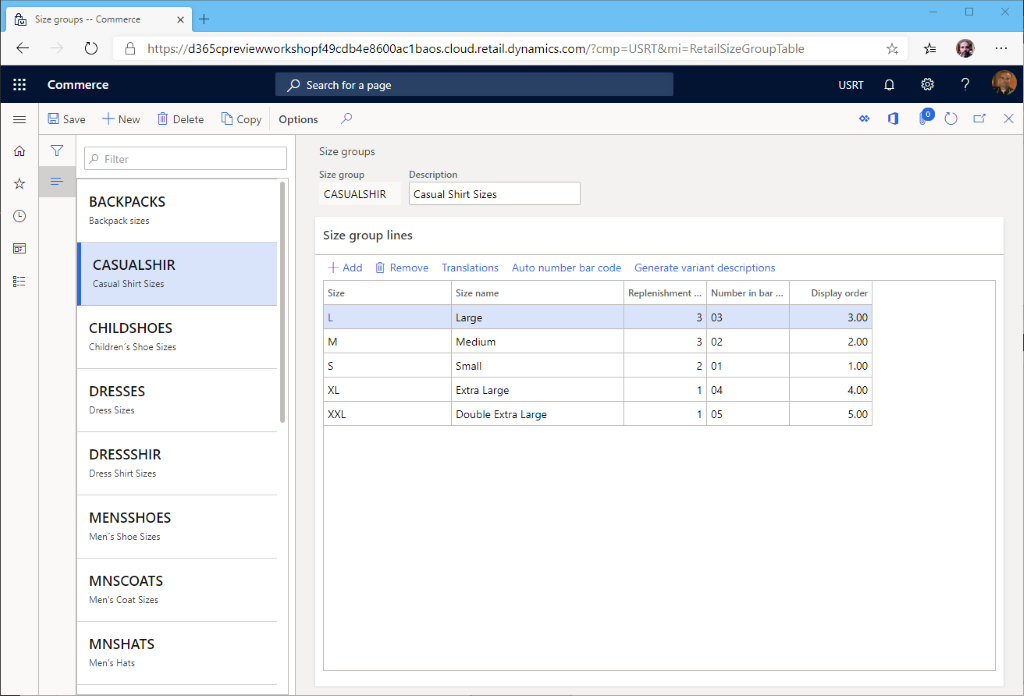 Size groups -- Commerce
https://d365cpreviewworkshopf49cdb4e8600ac1baos.cloud.retail.dynamics.com/?cmp=USRT&mi=RetailSizeGroupTable
Commerce
Search for a page
USRT
?
Save
New
Delete
Copy
Options
0
Filter
BACKPACKS
Backpack sizes
CASUALSHIR
Casual Shirt Sizes
CHILDSHOES
Children´s Shoe Sizes
DRESSES
Dress Sizes
DRESSSHIR
Dress Shirt Sizes
MENSSHOES
Men´s Shoe Sizes
MNSCOATS
Men's Coat Sizes
MNSHATS
Men's Hats
Size groups
Size group Description
CASUALSHIR Casual Shirt Sizes
Size group lines
Add Remove Translations Auto number bar code Generate variant descriptions
Size Size name Replenishment ... Number in bar ... Display order
L Large 3 03 3.00
M Medium 3 02 2.00
S Small 2 01 1.00
XL Extra Large 1 04 4.00
XXL Double Extra Large 1 05 5.00